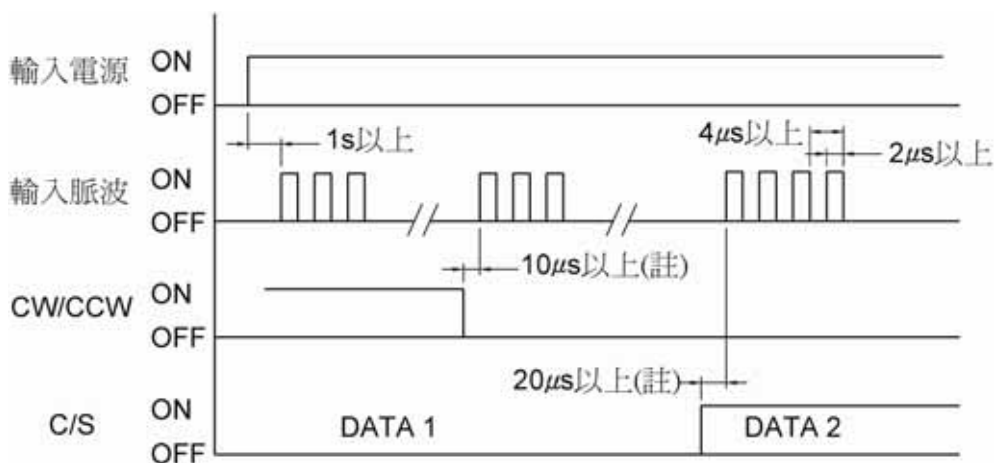 輸入電源
ON
OFF
1s以上
4μs以上
2μs以上
輸入脈波
ON
OFF
10μs以上(註)
CW/CCW
ON
OFF
20μs以上(註)
C/S
ON
DATA 1
DATA 2
OFF